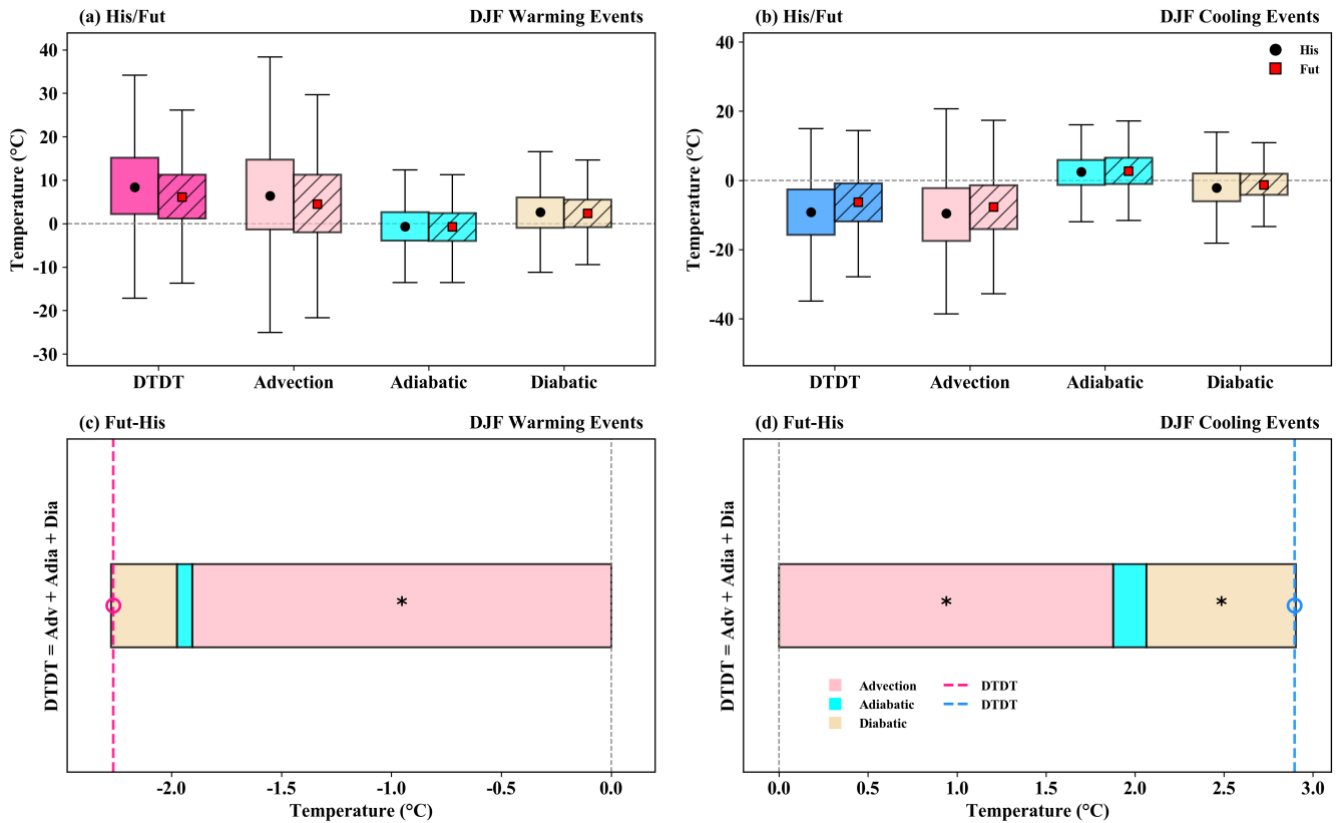 (a) His/Fut DJF Warming Events
40
30
20
10
0
-10
-20
-30
Temperature (°C)
DTDT Advection Adiabatic Diabatic
(b) His/Fut DJF Cooling Events
His
Fut
40
20
0
-20
-40
Temperature (°C)
DTDT Advection Adiabatic Diabatic
(c) Fut-His DJF Warming Events
DTDT = Adv + Adia + Dia
*
-2.0 -1.5 -1.0 -0.5 0.0
Temperature (°C)
(d) Fut-His DJF Cooling Events
DTDT = Adv + Adia + Dia
* *
Advection DTDT
Adiabatic DTDT
Diabatic
0.0 0.5 1.0 1.5 2.0 2.5 3.0
Temperature (°C)